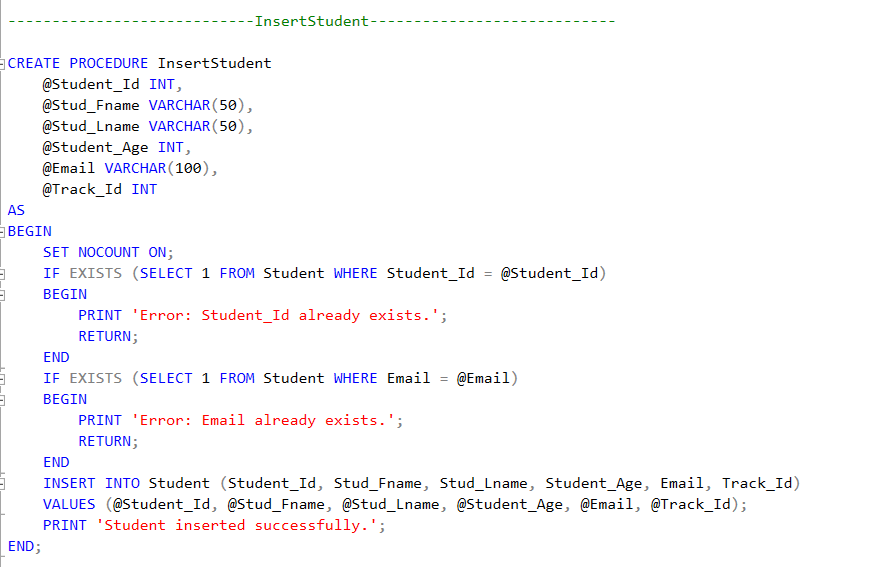 ----------------------------InsertStudent----------------------------
CREATE PROCEDURE InsertStudent
    @Student_Id INT,
    @Stud_Fname VARCHAR(50),
    @Stud_Lname VARCHAR(50),
    @Student_Age INT,
    @Email VARCHAR(100),
    @Track_Id INT
AS
BEGIN
    SET NOCOUNT ON;
    IF EXISTS (SELECT 1 FROM Student WHERE Student_Id = @Student_Id)
    BEGIN
        PRINT 'Error: Student_Id already exists.';
        RETURN;
    END
    IF EXISTS (SELECT 1 FROM Student WHERE Email = @Email)
    BEGIN
        PRINT 'Error: Email already exists.';
        RETURN;
    END
    INSERT INTO Student (Student_Id, Stud_Fname, Stud_Lname, Student_Age, Email, Track_Id)
    VALUES (@Student_Id, @Stud_Fname, @Stud_Lname, @Student_Age, @Email, @Track_Id);
    PRINT 'Student inserted successfully.';
END;